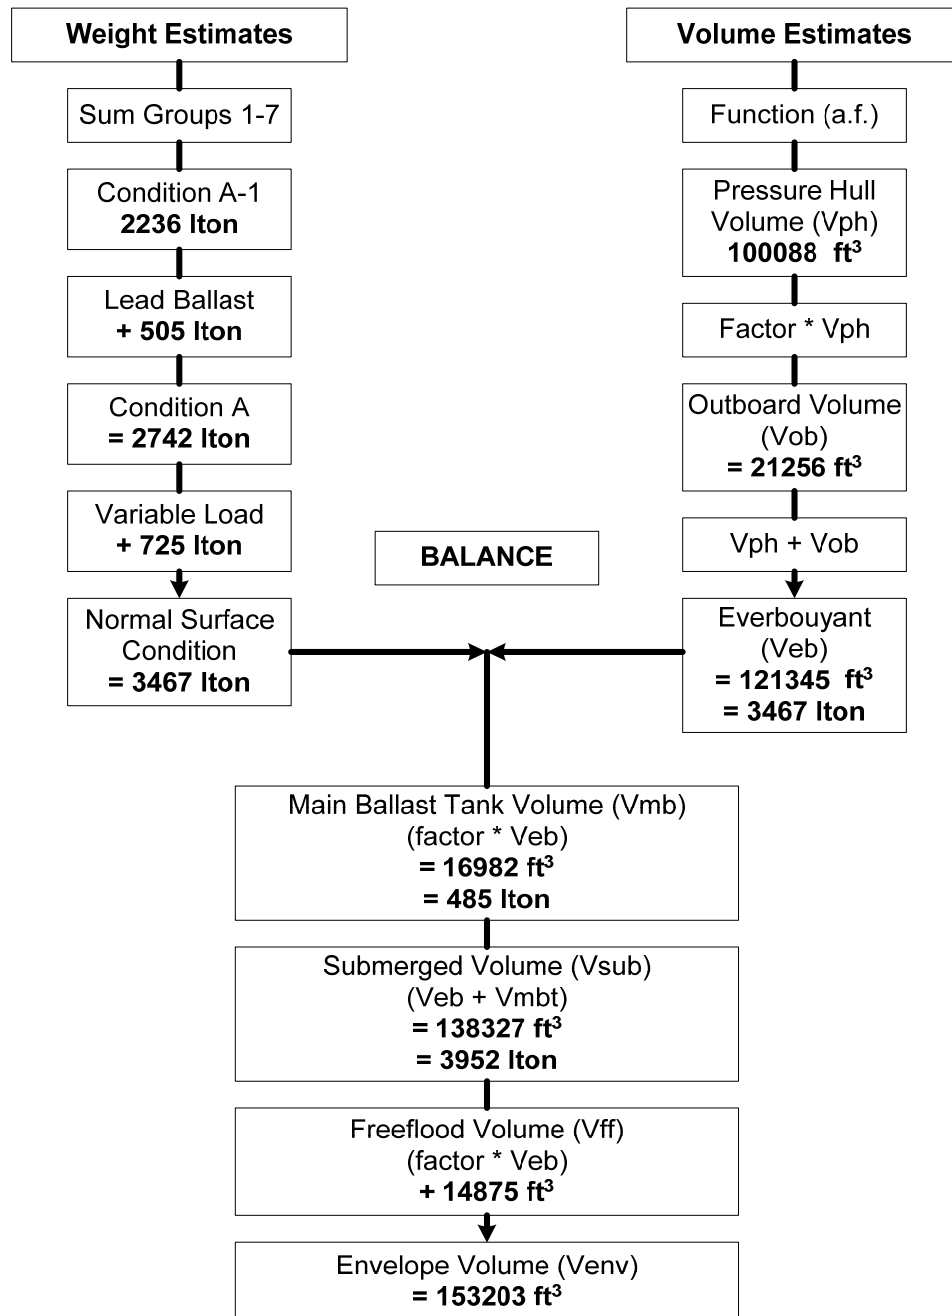 Weight Estimates
Sum Groups 1-7
Condition A-1
2236 lton
Lead Ballast
+ 505 lton
Condition A
= 2742 lton
Variable Load
+ 725 lton
Normal Surface
Condition
= 3467 lton
Volume Estimates
Function (a.f.)
Pressure Hull
Volume (Vph)
100088 ft³
Factor * Vph
Outboard Volume
(Vob)
= 21256 ft³
Vph + Vob
Everbouyant
(Veb)
= 121345 ft³
= 3467 lton
BALANCE
Main Ballast Tank Volume (Vmb)
(factor * Veb)
= 16982 ft³
= 485 lton
Submerged Volume (Vsub)
(Veb + Vmbt)
= 138327 ft³
= 3952 lton
Freeflood Volume (Vff)
(factor * Veb)
+ 14875 ft³
Envelope Volume (Venv)
= 153203 ft³